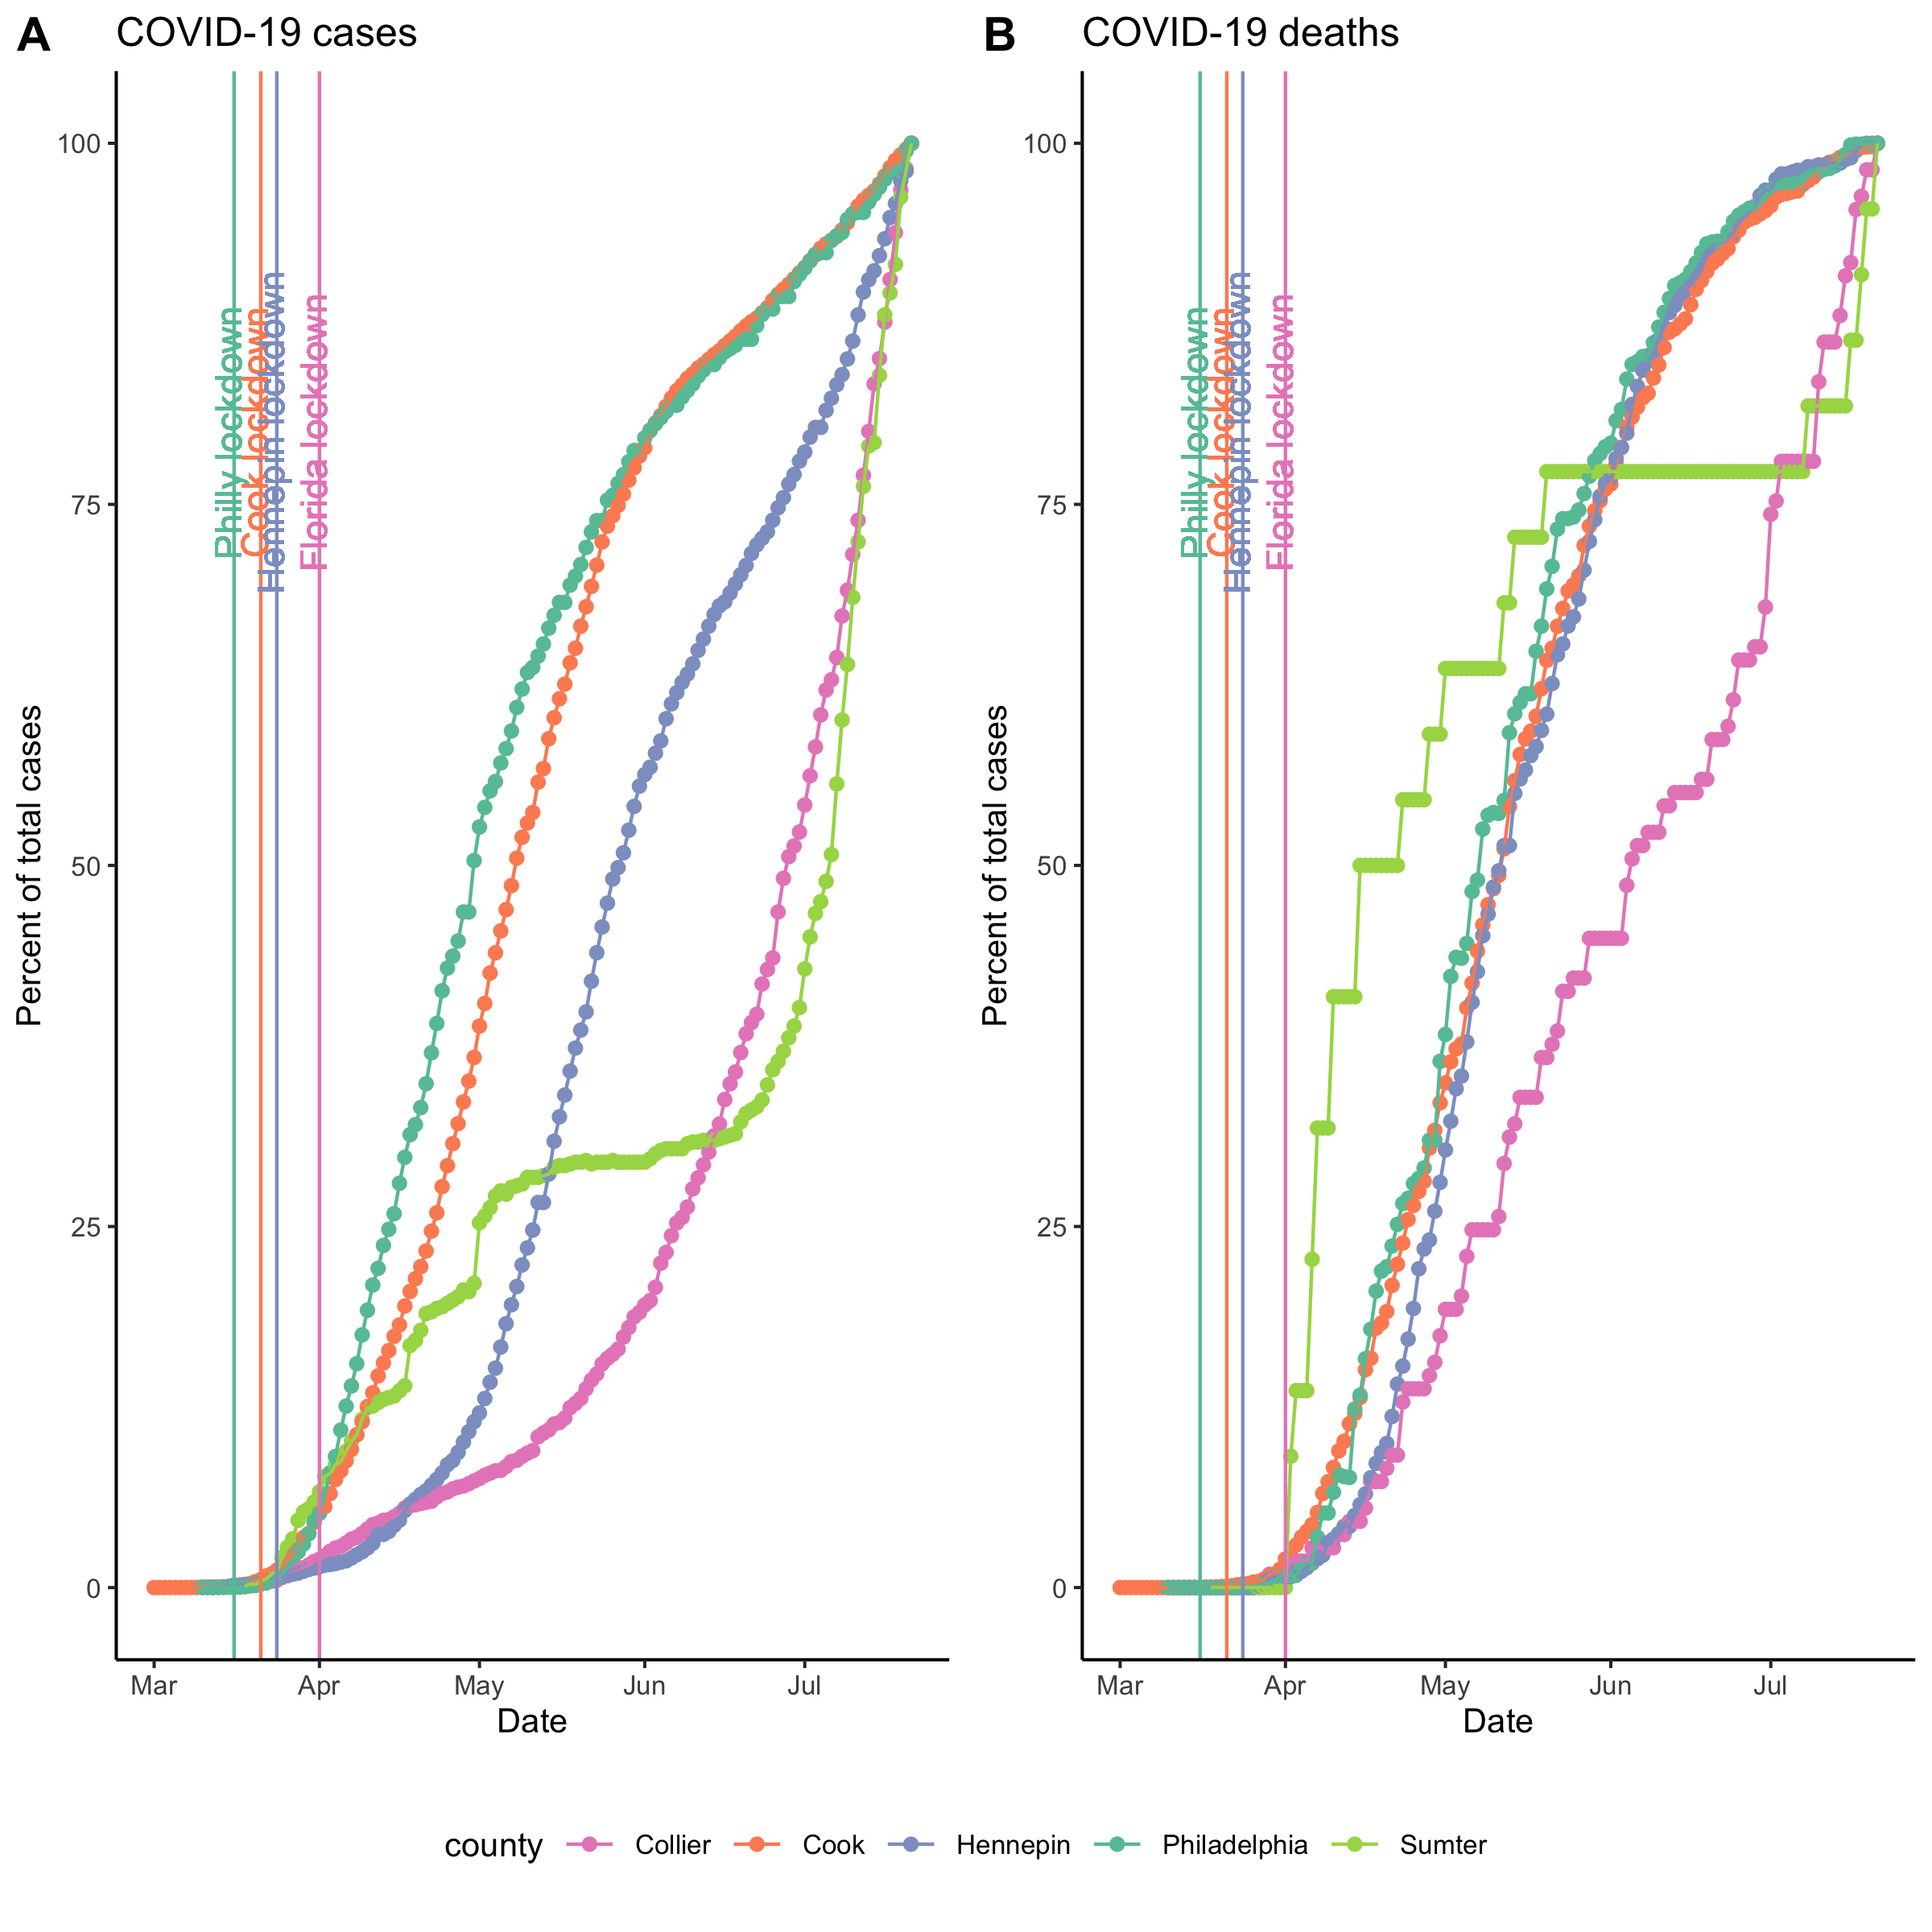 A COVID-19 cases
100
75
50
25
0
Percent of total cases
Philly lockdown
Cook lockdown
Hennepin lockdown
Florida lockdown
Mar Apr May Jun Jul
Date
B COVID-19 deaths
100
75
50
25
0
Percent of total cases
Philly lockdown
Cook lockdown
Hennepin lockdown
Florida lockdown
Mar Apr May Jun Jul
Date
county Collier Cook Hennepin Philadelphia Sumter